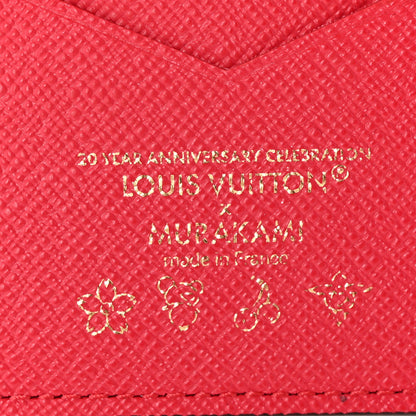 20 YEAR ANNIVERSARY CELEBRATION
LOUIS VUITTON®
x
MURAKAMI
made in France